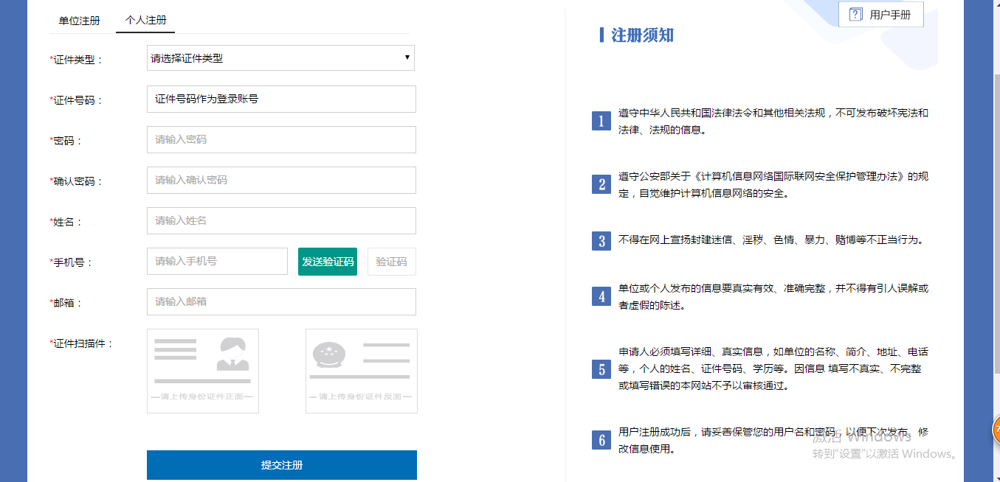 单位注册
个人注册
*证件类型：
请选择证件类型
*证件号码：
证件号码作为登录账号
*密码：
请输入密码
*确认密码：
请输入确认密码
*姓名：
请输入姓名
*手机号：
请输入手机号
发送验证码
验证码
*邮箱：
请输入邮箱
*证件扫描件：
请上传身份证件正面
请上传身份证件反面
提交注册
用户手册
注册须知
1
遵守中华人民共和国法律法令和其他相关法规，不可发布破坏宪法和
法律、法规的信息。
2
遵守公安部关于《计算机信息网络国际联网安全保护管理办法》的规
定，自觉维护计算机信息网络的安全。
3
不得在网上宣扬封建迷信、淫秽、色情、暴力、赌博等不正当行为。
4
单位或个人发布的信息要真实有效、准确完整，并不得有引人误解或
者虚假的陈述。
5
申请人必须填写详细、真实信息，如单位的名称、简介、地址、电话
等，个人的姓名、证件号码、学历等。因信息 填写不真实、不完整
或填写错误的本网站不予以审核通过。
6
用户注册成功后，请妥善保管您的用户名和密码，以便下次发布、修
改信息使用。
激活 Windows
转到“设置”以激活 Windows。
7